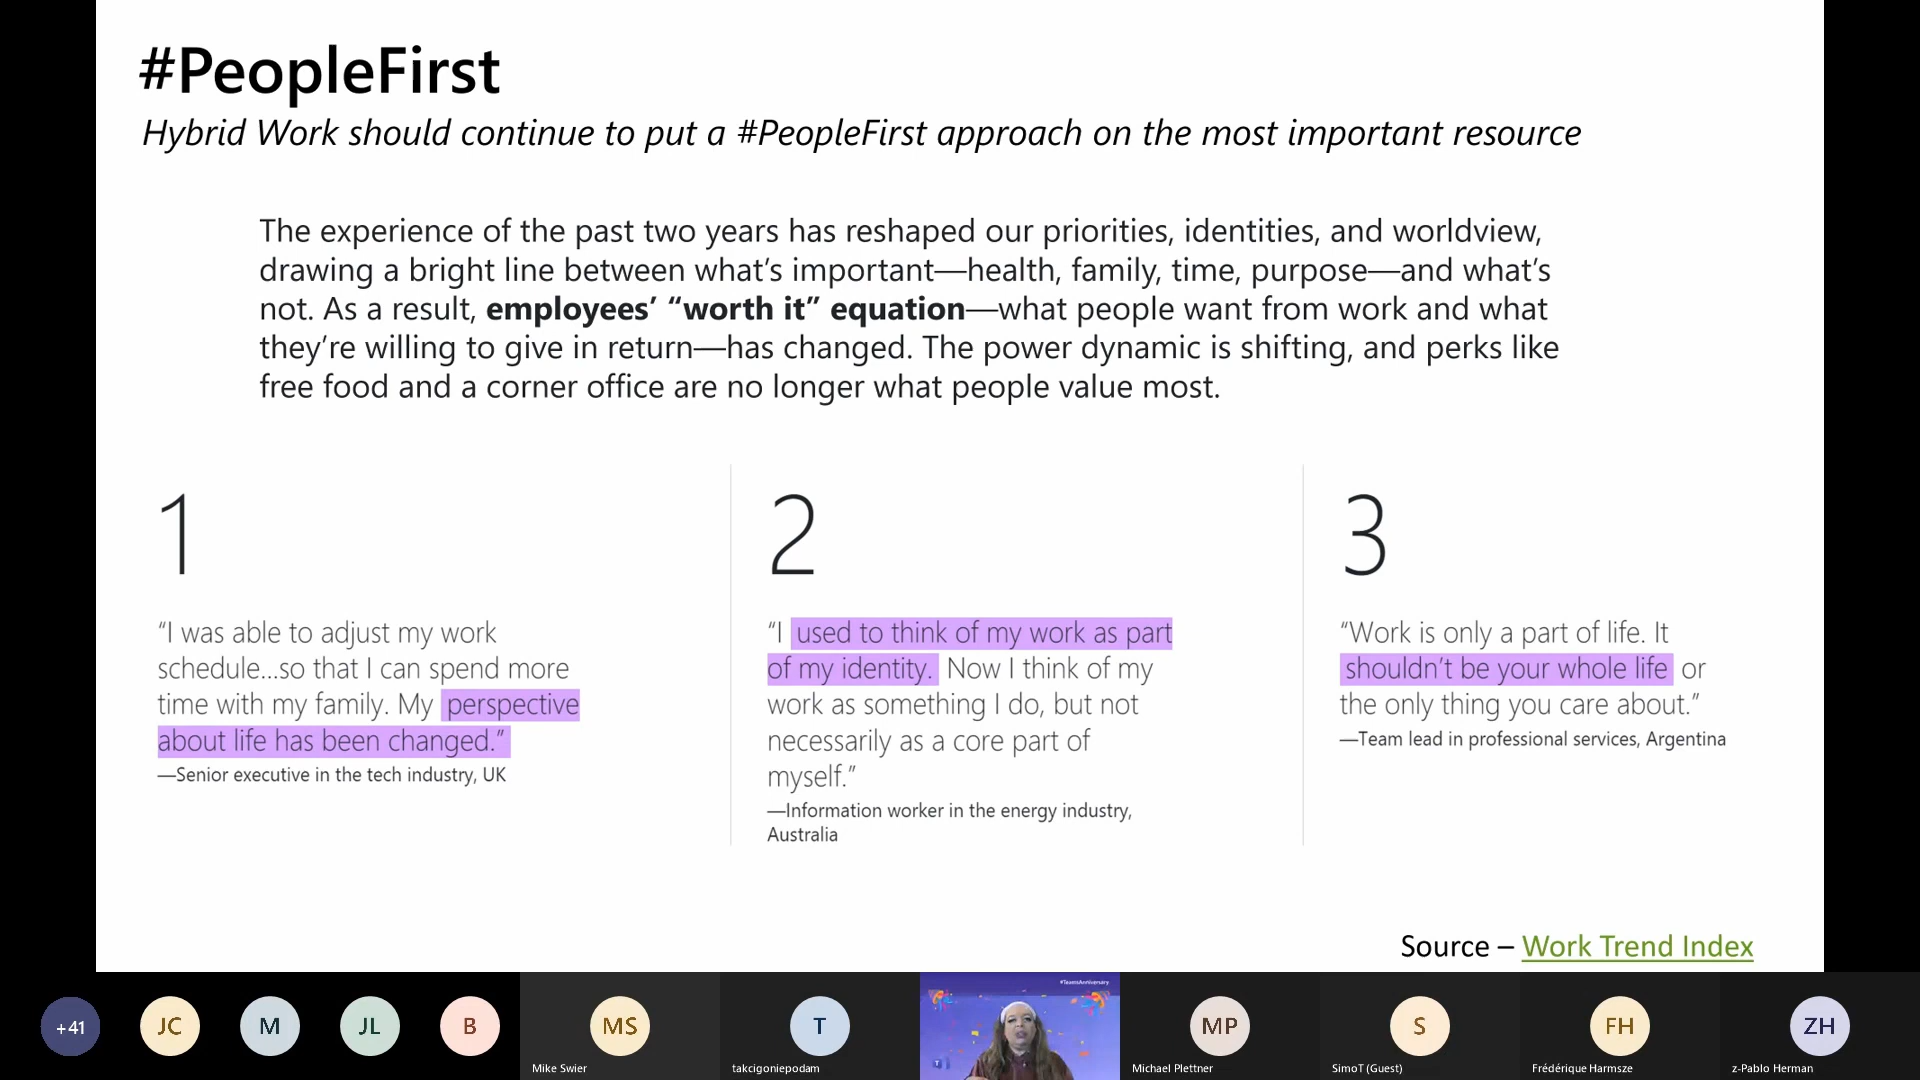 #PeopleFirst
Hybrid Work should continue to put a #PeopleFirst approach on the most important resource
The experience of the past two years has reshaped our priorities, identities, and worldview,
drawing a bright line between what’s important—health, family, time, purpose—and what’s
not. As a result, employees’ “worth it” equation—what people want from work and what
they’re willing to give in return—has changed. The power dynamic is shifting, and perks like
free food and a corner office are no longer what people value most.
1
“I was able to adjust my work
schedule...so that I can spend more
time with my family. My perspective
about life has been changed.”
—Senior executive in the tech industry, UK
2
“I used to think of my work as part
of my identity. Now I think of my
work as something I do, but not
necessarily as a core part of
myself.”
—Information worker in the energy industry,
Australia
3
“Work is only a part of life. It
shouldn’t be your whole life or
the only thing you care about.”
—Team lead in professional services, Argentina
Source – Work Trend Index
+41
JC
M
JL
B
MS
Mike Swier
T
takcigoniepodam
#TeamsAnniversary
MP
Michael Plettner
S
SimoT (Guest)
FH
Frédérique Harmsze
ZH
z-Pablo Herman